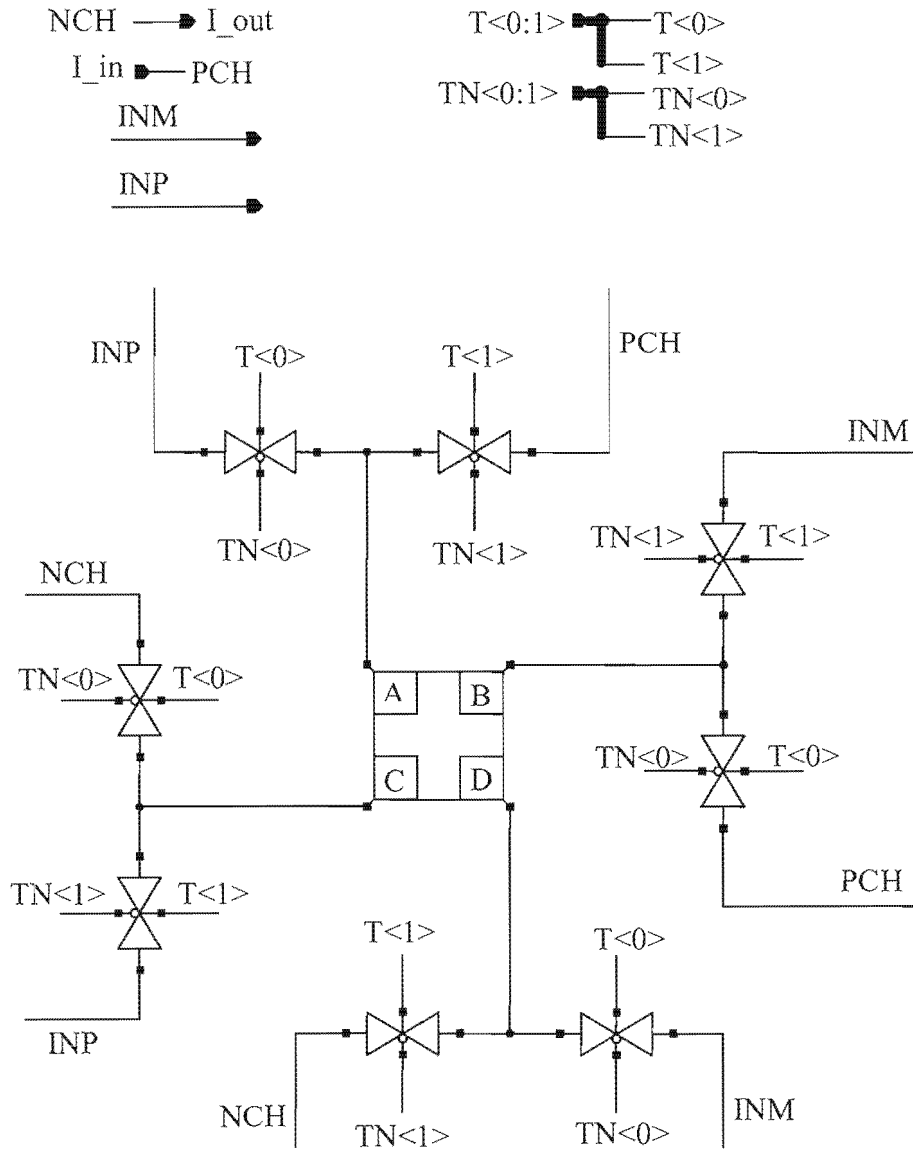 NCH I_out
T<0:1> T<0>
I_in PCH
T<1>
TN<0:1> TN<0>
INM
TN<1>
INP
INP
T<0>
T<1>
PCH
INM
TN<0>
TN<1>
TN<1> T<1>
NCH
TN<0> T<0>
A B
TN<0> T<0>
C D
TN<1> T<1>
PCH
T<1>
T<0>
INP
NCH
TN<1>
TN<0>
INM